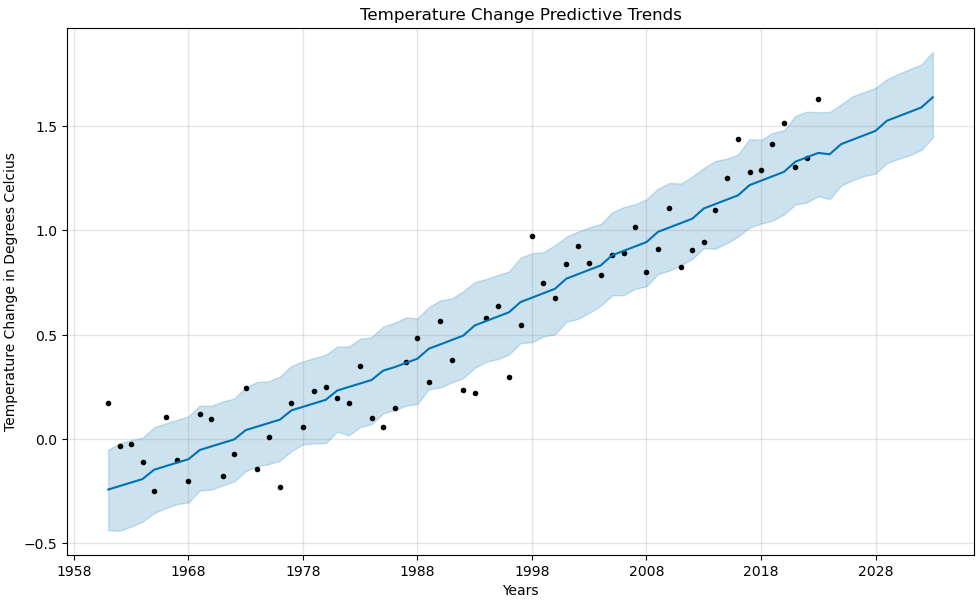 Temperature Change Predictive Trends
Temperature Change in Degrees Celcius
1.5
1.0
0.5
0.0
−0.5
1958 1968 1978 1988 1998 2008 2018 2028
Years